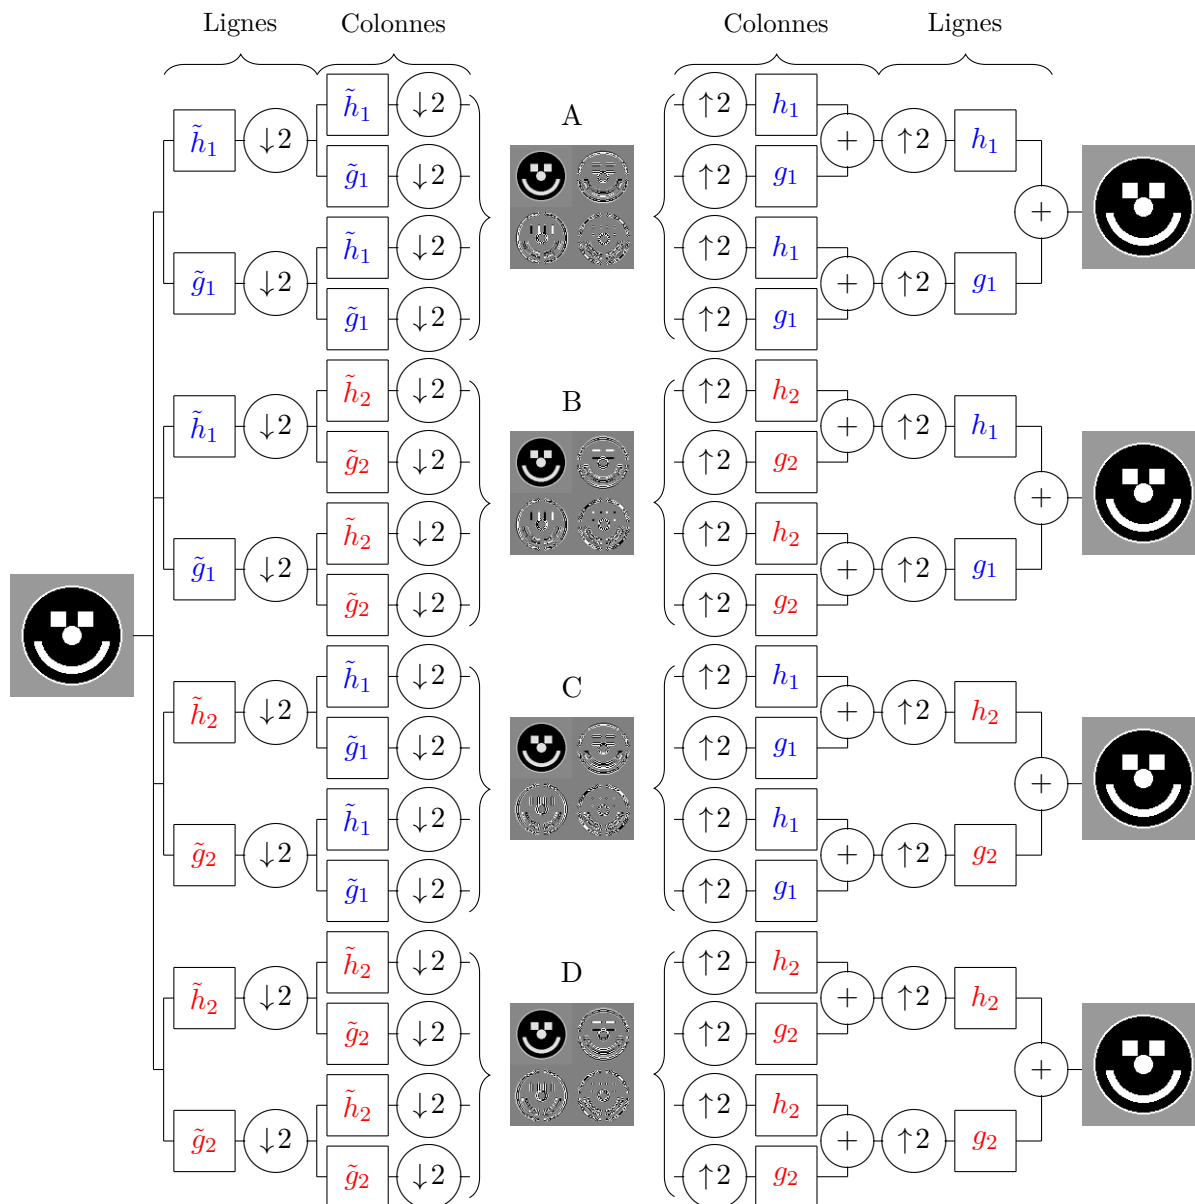 Lignes Colonnes Colonnes Lignes
h̃₁ ↓2 A ↑2 h₁
h̃₁ ↓2 + ↑2 h₁
g̃₁ ↓2 ↑2 g₁
+
h̃₁ ↓2 ↑2 h₁
g̃₁ ↓2 + ↑2 g₁
g̃₁ ↓2 ↑2 g₁
h̃₂ ↓2 B ↑2 h₂
h̃₁ ↓2 + ↑2 h₁
g̃₂ ↓2 ↑2 g₂
+
h̃₂ ↓2 ↑2 h₂
g̃₁ ↓2 + ↑2 g₁
g̃₂ ↓2 ↑2 g₂
h̃₁ ↓2 C ↑2 h₁
h̃₂ ↓2 + ↑2 h₂
g̃₁ ↓2 ↑2 g₁
+
h̃₁ ↓2 ↑2 h₁
g̃₂ ↓2 + ↑2 g₂
g̃₁ ↓2 ↑2 g₁
h̃₂ ↓2 D ↑2 h₂
h̃₂ ↓2 + ↑2 h₂
g̃₂ ↓2 ↑2 g₂
+
h̃₂ ↓2 ↑2 h₂
g̃₂ ↓2 + ↑2 g₂
g̃₂ ↓2 ↑2 g₂